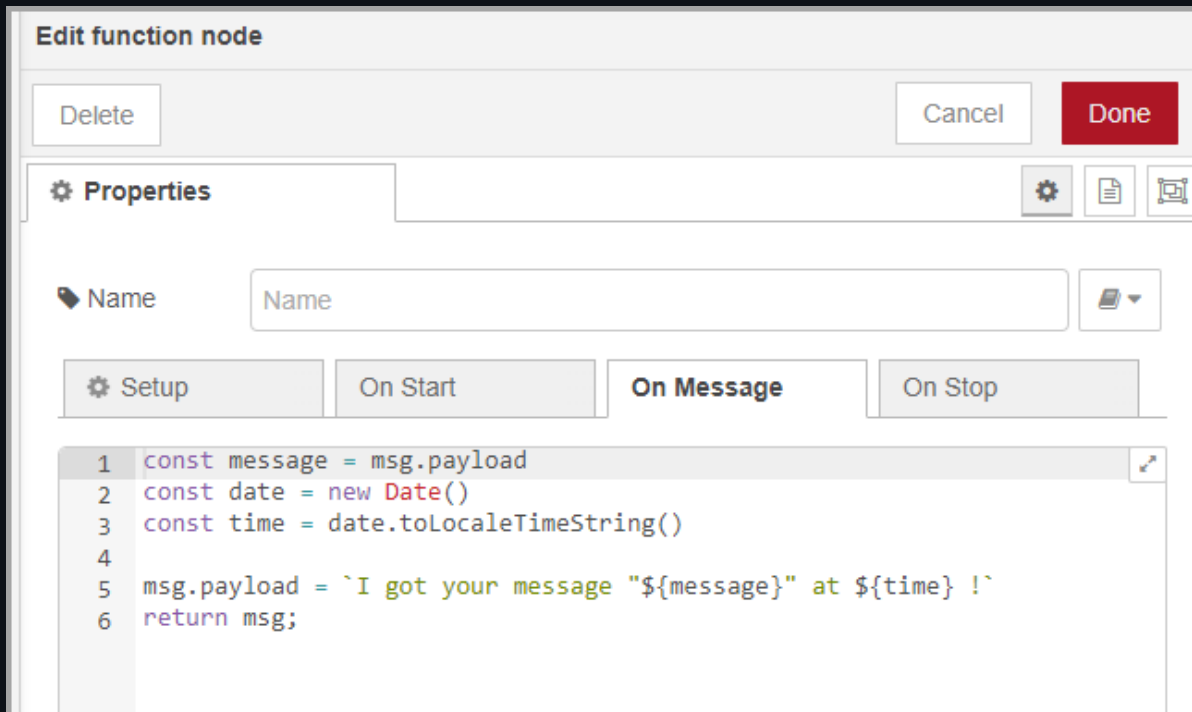 Edit function node
Delete
Cancel
Done
Properties
Name
Name
Setup
On Start
On Message
On Stop
1 const message = msg.payload
2 const date = new Date()
3 const time = date.toLocaleTimeString()
4
5 msg.payload = `I got your message "${message}" at ${time} !`
6 return msg;